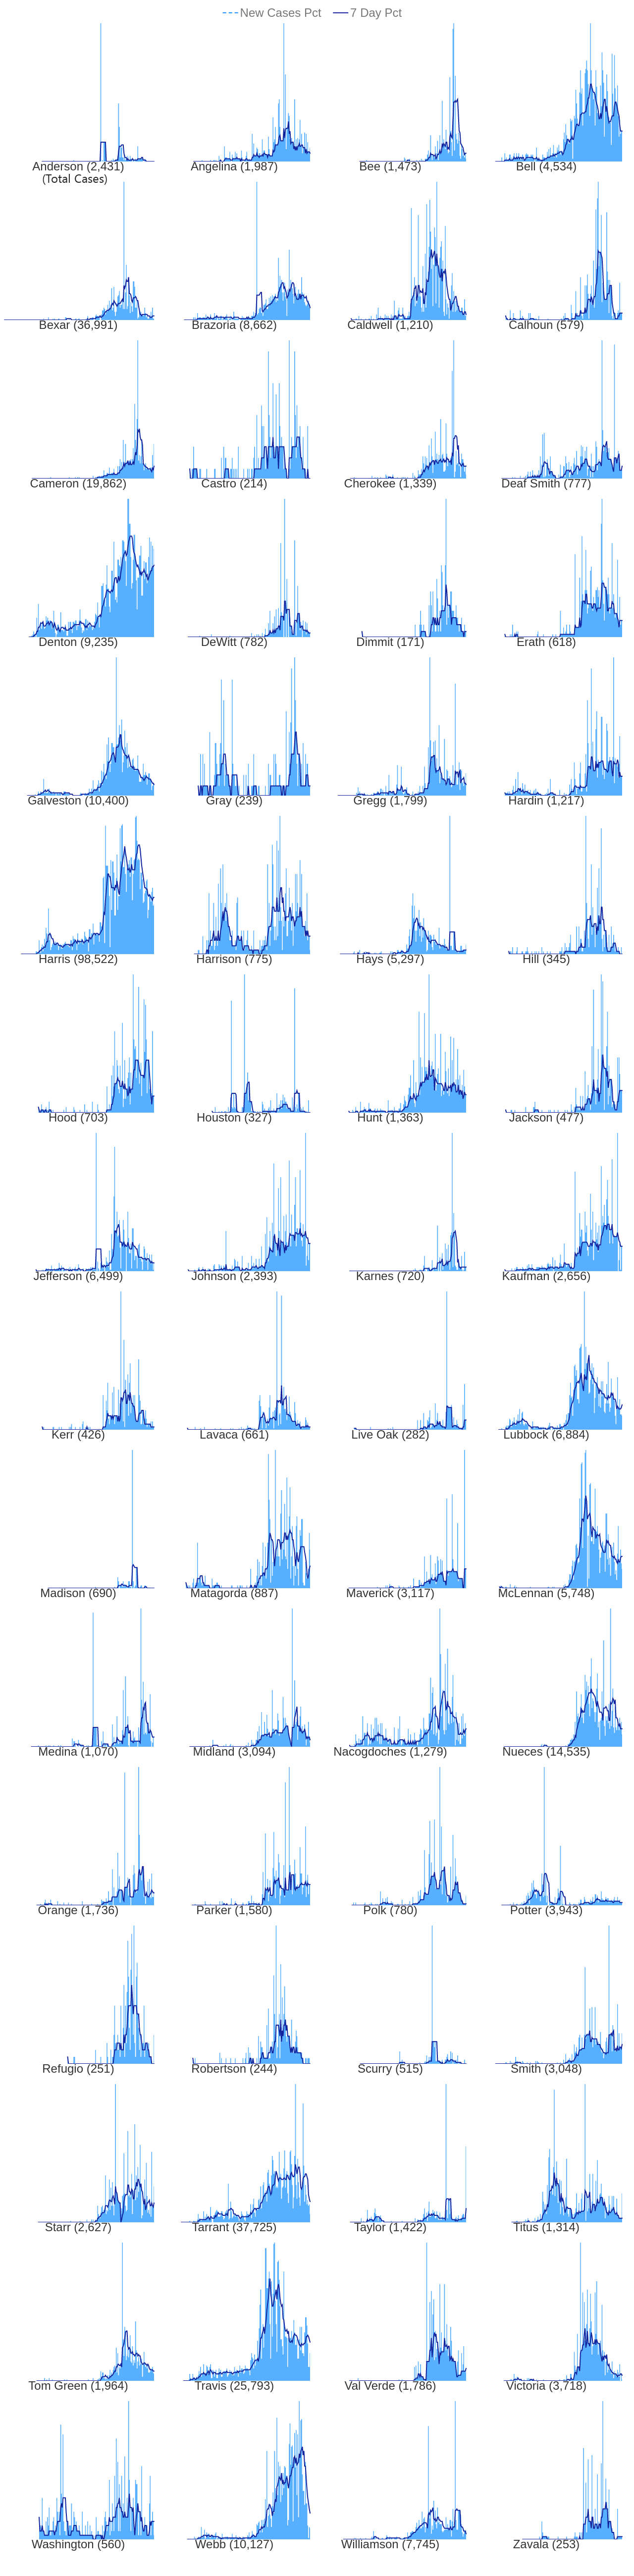 New Cases Pct 7 Day Pct
Anderson (2,431) Angelina (1,987) Bee (1,473) Bell (4,534)
(Total Cases)
Bexar (36,991) Brazoria (8,662) Caldwell (1,210) Calhoun (579)
Cameron (19,862) Castro (214) Cherokee (1,339) Deaf Smith (777)
Denton (9,235) DeWitt (782) Dimmit (171) Erath (618)
Galveston (10,400) Gray (239) Gregg (1,799) Hardin (1,217)
Harris (98,522) Harrison (775) Hays (5,297) Hill (345)
Hood (703) Houston (327) Hunt (1,363) Jackson (477)
Jefferson (6,499) Johnson (2,393) Karnes (720) Kaufman (2,656)
Kerr (426) Lavaca (661) Live Oak (282) Lubbock (6,884)
Madison (690) Matagorda (887) Maverick (3,117) McLennan (5,748)
Medina (1,070) Midland (3,094) Nacogdoches (1,279) Nueces (14,535)
Orange (1,736) Parker (1,580) Polk (780) Potter (3,943)
Refugio (251) Robertson (244) Scurry (515) Smith (3,048)
Starr (2,627) Tarrant (37,725) Taylor (1,422) Titus (1,314)
Tom Green (1,964) Travis (25,793) Val Verde (1,786) Victoria (3,718)
Washington (560) Webb (10,127) Williamson (7,745) Zavala (253)